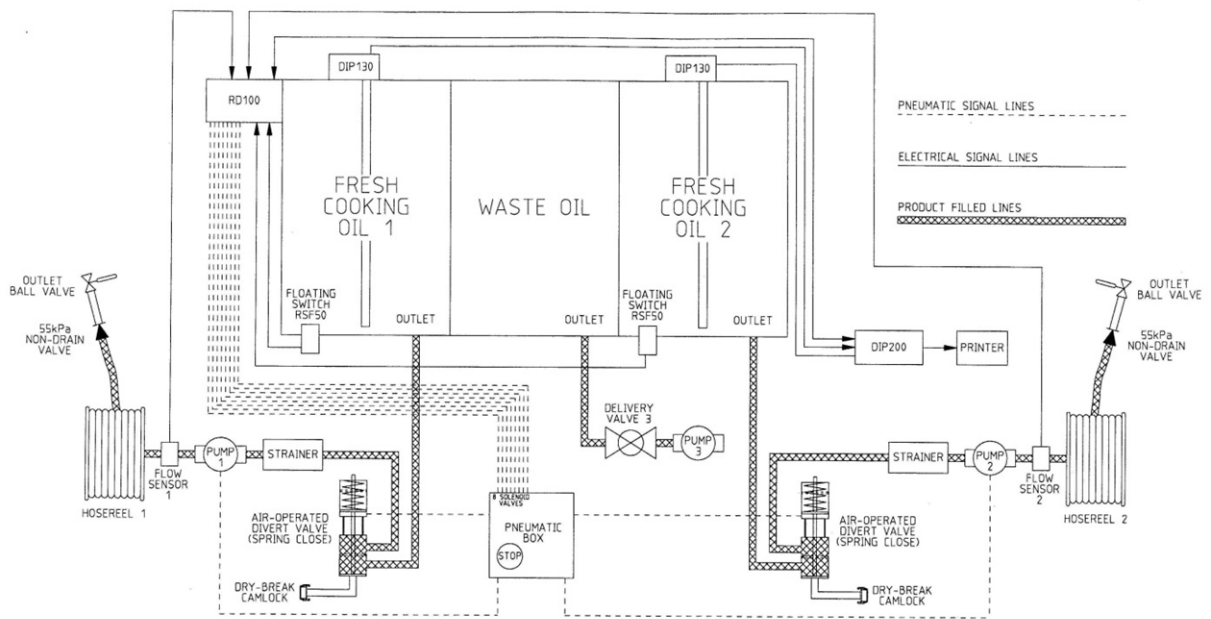 DIP130
DIP130
RD100
PNEUMATIC SIGNAL LINES
ELECTRICAL SIGNAL LINES
PRODUCT FILLED LINES
FRESH
COOKING
OIL 1
WASTE OIL
FRESH
COOKING
OIL 2
OUTLET
BALL VALVE
55kPa
NON-DRAIN
VALVE
FLOATING
SWITCH
RSF50
OUTLET
OUTLET
FLOATING
SWITCH
RSF50
OUTLET
OUTLET
BALL VALVE
55kPa
NON-DRAIN
VALVE
DIP200
PRINTER
DELIVERY
VALVE 3
PUMP
3
HOSEREEL 1
FLOW
SENSOR
1
PUMP
1
STRAINER
STRAINER
PUMP
2
FLOW
SENSOR
2
HOSEREEL 2
8 SOLENOID
VALVES
PNEUMATIC
BOX
STOP
AIR-OPERATED
DIVERT VALVE
(SPRING CLOSE)
AIR-OPERATED
DIVERT VALVE
(SPRING CLOSE)
DRY-BREAK
CAMLOCK
DRY-BREAK
CAMLOCK